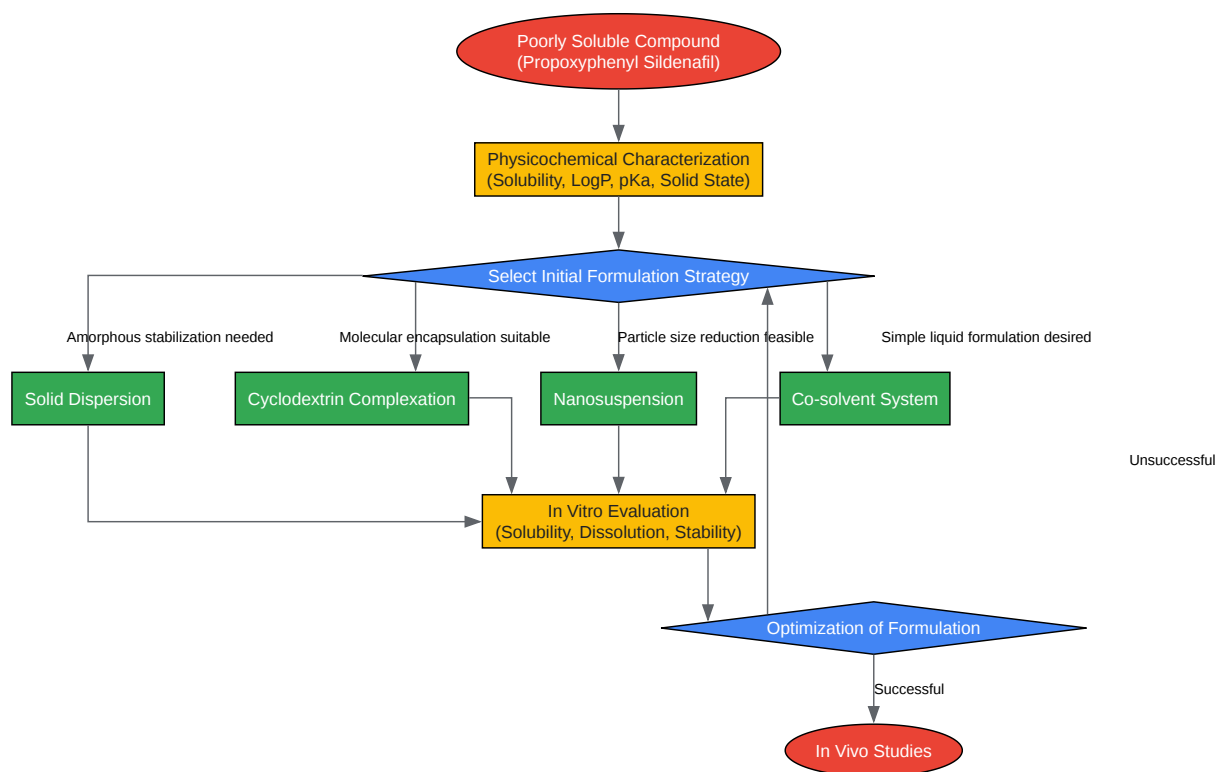 Poorly Soluble Compound
(Propoxyphenyl Sildenafil)
Physicochemical Characterization
(Solubility, LogP, pKa, Solid State)
Select Initial Formulation Strategy
Amorphous stabilization needed
Molecular encapsulation suitable
Particle size reduction feasible
Simple liquid formulation desired
Solid Dispersion
Cyclodextrin Complexation
Nanosuspension
Co-solvent System
Unsuccessful
In Vitro Evaluation
(Solubility, Dissolution, Stability)
Optimization of Formulation
Successful
In Vivo Studies